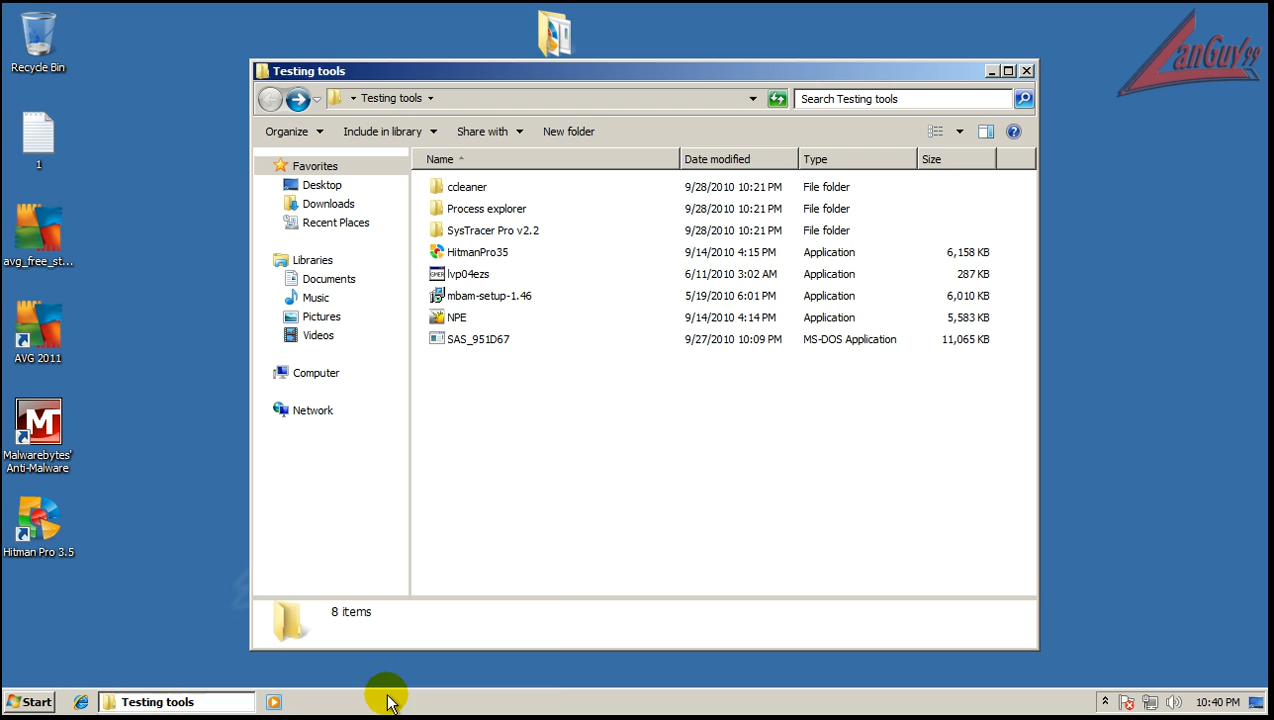 Recycle Bin
1
avg_free_st...
AVG 2011
Malwarebytes'
Anti-Malware
Hitman Pro 3.5
anGuy99
Testing tools
Testing tools
Search Testing tools
Organize
Include in library
Share with
New folder
Favorites
Desktop
Downloads
Recent Places
Libraries
Documents
Music
Pictures
Videos
Computer
Network
Name Date modified Type Size
ccleaner 9/28/2010 10:21 PM File folder
Process explorer 9/28/2010 10:21 PM File folder
SysTracer Pro v2.2 9/28/2010 10:21 PM File folder
HitmanPro35 9/14/2010 4:15 PM Application 6,158 KB
GMER lvp04ezs 6/11/2010 3:02 AM Application 287 KB
mbam-setup-1.46 5/19/2010 6:01 PM Application 6,010 KB
NPE 9/14/2010 4:14 PM Application 5,583 KB
SAS_951D67 9/27/2010 10:09 PM MS-DOS Application 11,065 KB
8 items
Start
Testing tools
10:40 PM